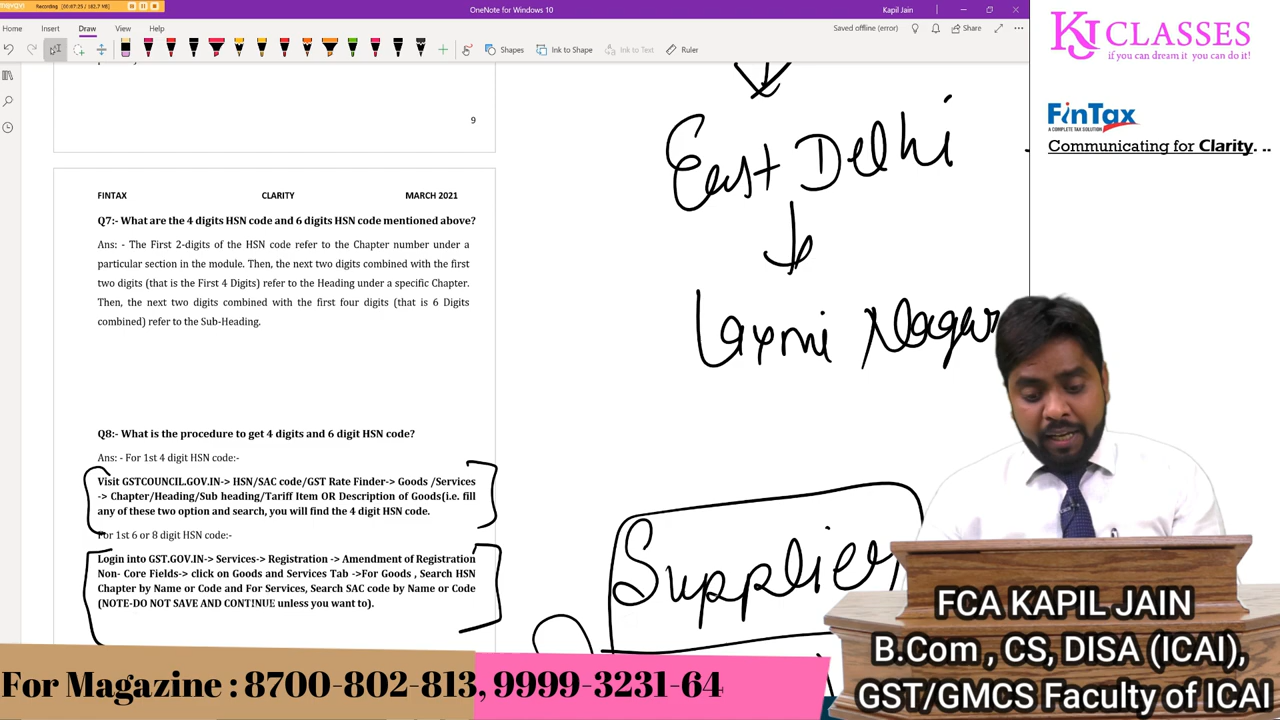 Recording [00:07:25 / 162.7 MB]
OneNote for Windows 10
Kapil Jain
Home Insert Draw View Help
Saved offline (error)
Share
Shapes
Ink to Shape
Ink to Text
Ruler
KJ CLASSES
if you can dream it you can do it!
FinTax
A COMPLETE TAX SOLUTION
Communicating for Clarity. ..
9
FINTAX CLARITY MARCH 2021
Q7:- What are the 4 digits HSN code and 6 digits HSN code mentioned above?
Ans: - The First 2-digits of the HSN code refer to the Chapter number under a
particular section in the module. Then, the next two digits combined with the first
two digits (that is the First 4 Digits) refer to the Heading under a specific Chapter.
Then, the next two digits combined with the first four digits (that is 6 Digits
combined) refer to the Sub-Heading.
Q8:- What is the procedure to get 4 digits and 6 digit HSN code?
Ans: - For 1st 4 digit HSN code:-
Visit GSTCOUNCIL.GOV.IN-> HSN/SAC code/GST Rate Finder-> Goods /Services
-> Chapter/Heading/Sub heading/Tariff Item OR Description of Goods(i.e. fill
any of these two option and search, you will find the 4 digit HSN code.
For 1st 6 or 8 digit HSN code:-
Login into GST.GOV.IN-> Services-> Registration -> Amendment of Registration
Non- Core Fields-> click on Goods and Services Tab ->For Goods , Search HSN
Chapter by Name or Code and For Services, Search SAC code by Name or Code
(NOTE-DO NOT SAVE AND CONTINUE unless you want to).
East Delhi
Laxmi Nagar
Supplier
FCA KAPIL JAIN
B.Com , CS, DISA (ICAI),
GST/GMCS Faculty of ICAI
For Magazine : 8700-802-813, 9999-3231-64